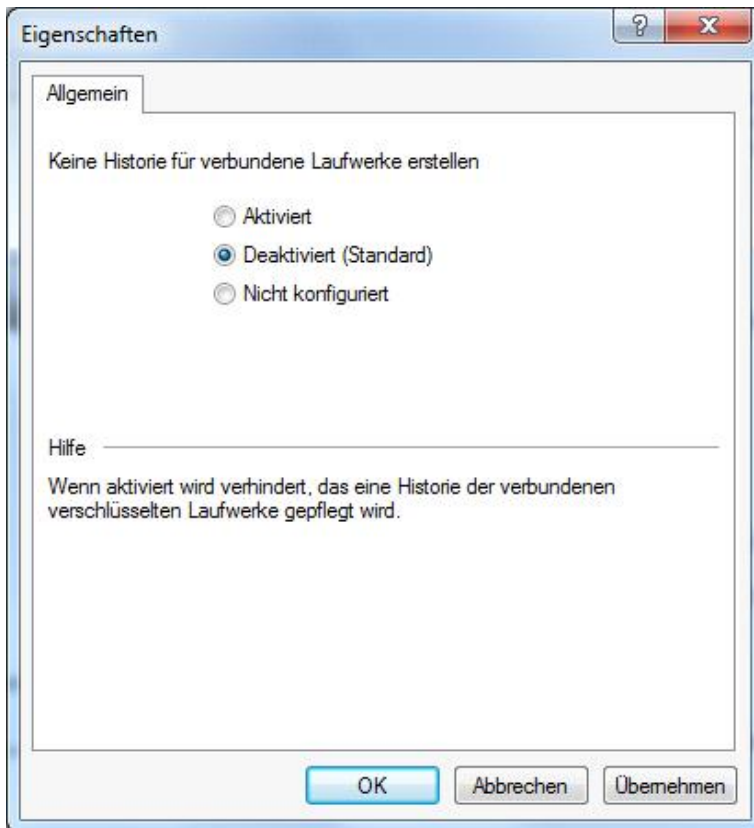 Eigenschaften
?
X
Allgemein
Keine Historie für verbundene Laufwerke erstellen
Aktiviert
Deaktiviert (Standard)
Nicht konfiguriert
Hilfe
Wenn aktiviert wird verhindert, das eine Historie der verbundenen
verschlüsselten Laufwerke gepflegt wird.
OK
Abbrechen
Übernehmen